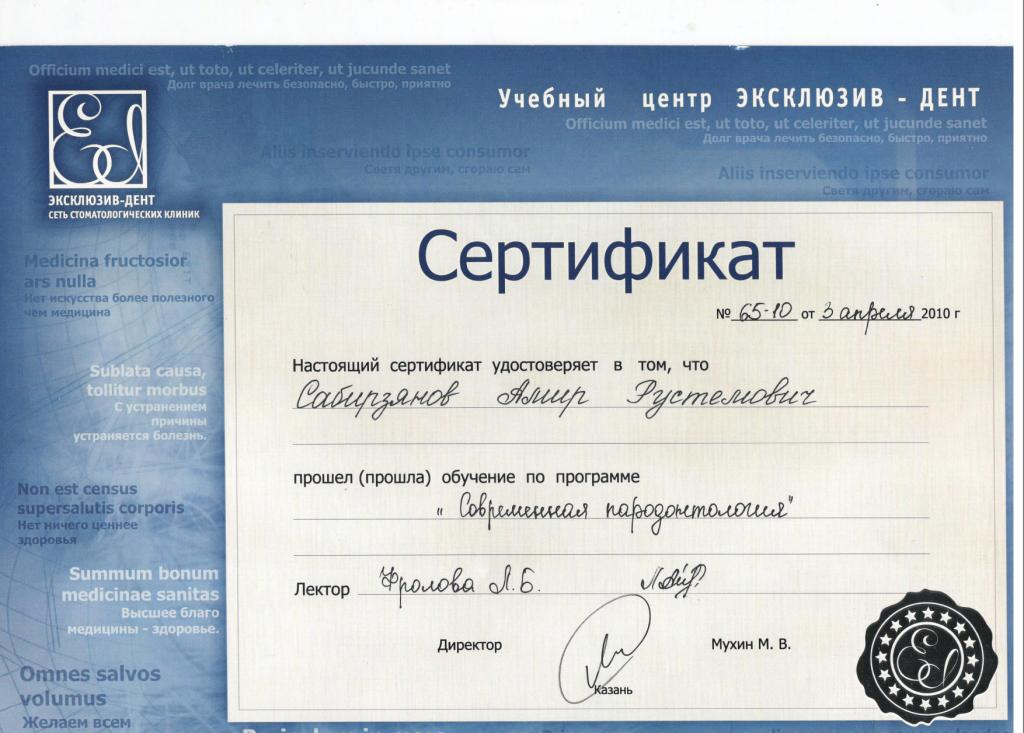 Officium medici est, ut toto, ut celeriter, ut jucunde sanet
Долг врача лечить безопасно, быстро, приятно
Учебный центр ЭКСКЛЮЗИВ - ДЕНТ
Officium medici est, ut toto, ut celeriter, ut jucunde sanet
Долг врача лечить безопасно, быстро, приятно
Aliis inserviendo ipse consumor
Светя другим, сгораю сам
Aliis inserviendo ipse consumor
Светя другим, сгораю сам
Ed
ЭКСКЛЮЗИВ-ДЕНТ
СЕТЬ СТОМАТОЛОГИЧЕСКИХ КЛИНИК
Medicina fructosior
ars nulla
Нет искусства более полезного
чем медицина
Sublata causa,
tollitur morbus
С устранением
причины
устраняется болезнь.
Non est census
supersalutis corporis
Нет ничего ценнее
здоровья
Summum bonum
medicinae sanitas
Высшее благо
медицины - здоровье.
Omnes salvos
volumus
Желаем всем
Сертификат
№ 65-10 от 3 апреля 2010 г
Настоящий сертификат удостоверяет в том, что
Сабирзянов Амир Рустемович
прошел (прошла) обучение по программе
"Современная пародонтология"
Лектор Фролова Л.Б.
Директор Мухин М. В.
Казань
Ed